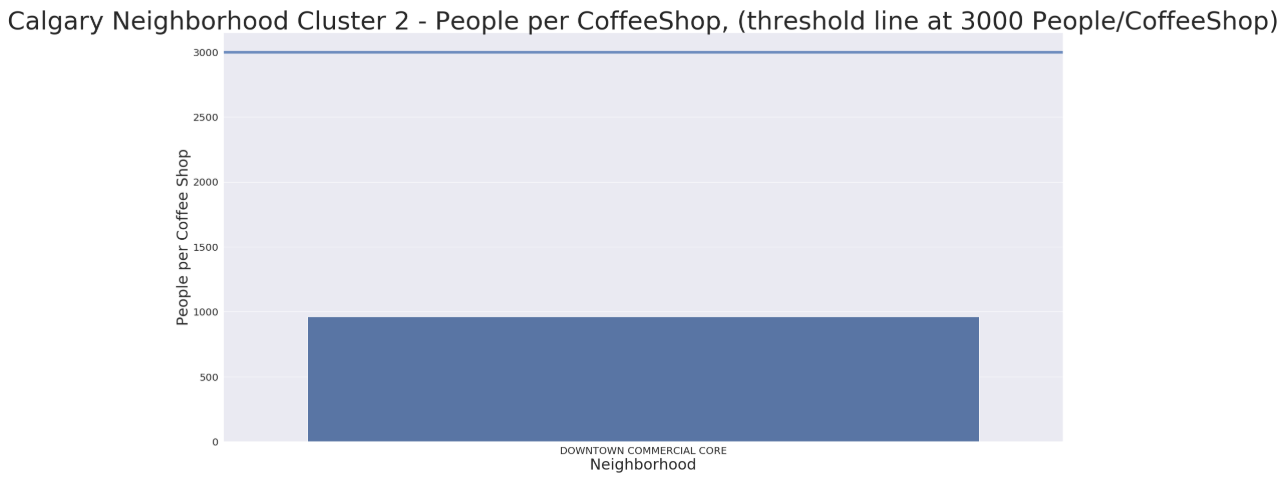 Calgary Neighborhood Cluster 2 - People per CoffeeShop, (threshold line at 3000 People/CoffeeShop)
People per Coffee Shop
3000
2500
2000
1500
1000
500
0
DOWNTOWN COMMERCIAL CORE
Neighborhood